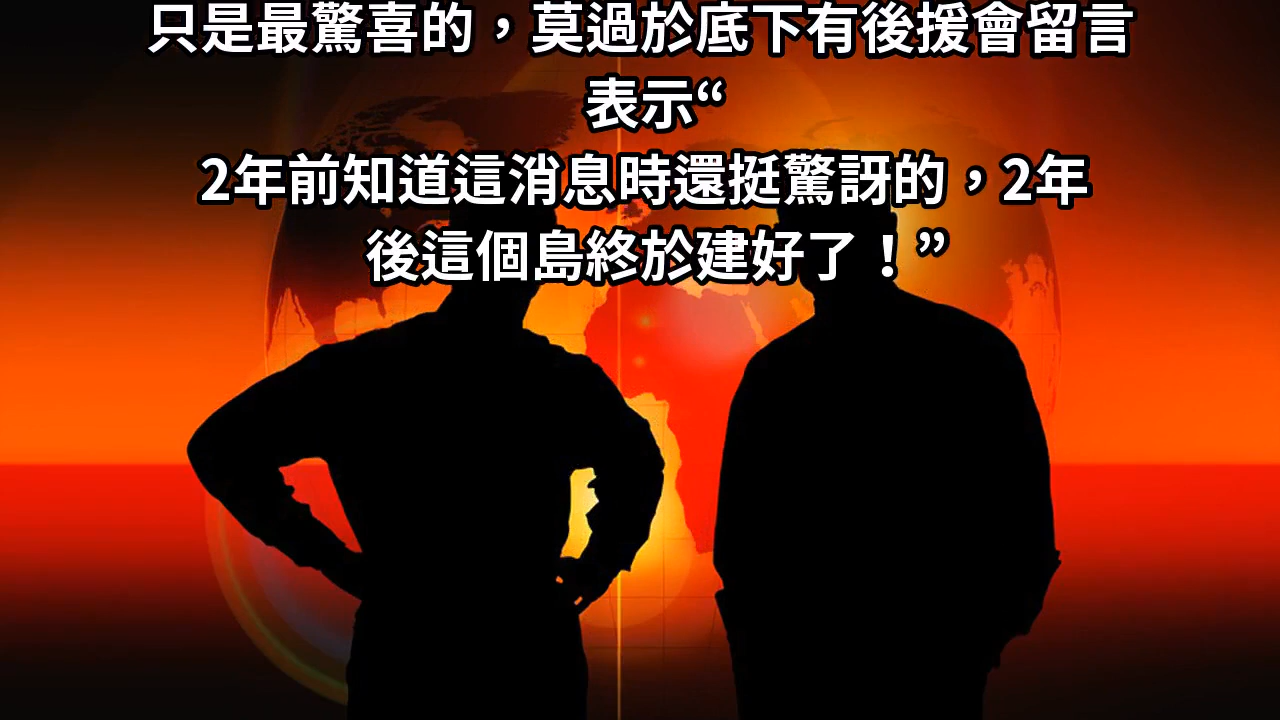 只是最驚喜的，莫過於底下有後援會留言
表示“
2年前知道這消息時還挺驚訝的，2年
後這個島終於建好了！”